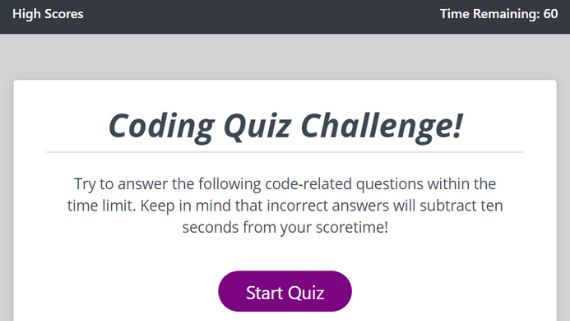 High Scores
Time Remaining: 60
Coding Quiz Challenge!
Try to answer the following code-related questions within the
time limit. Keep in mind that incorrect answers will subtract ten
seconds from your scoretime!
Start Quiz